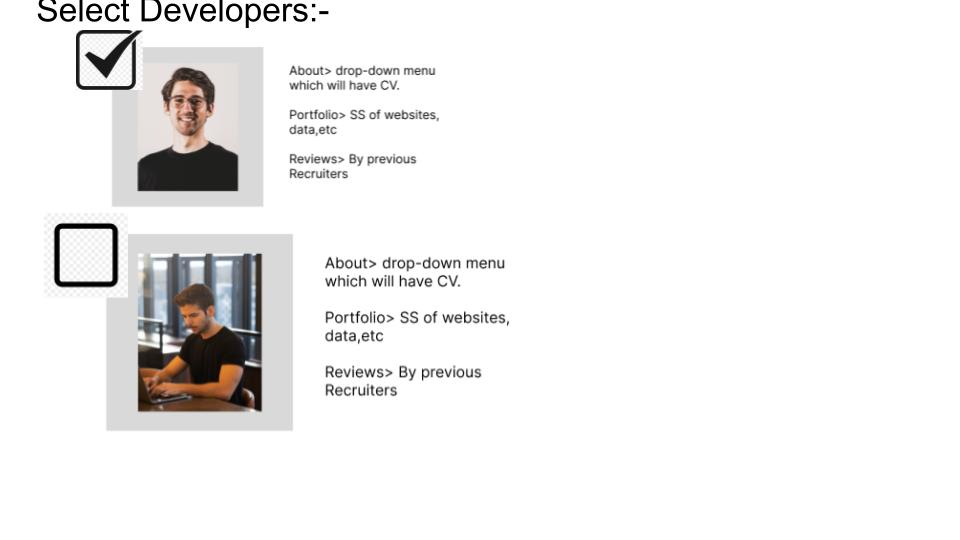 Select Developers:-
About> drop-down menu
which will have CV.
Portfolio> SS of websites,
data,etc
Reviews> By previous
Recruiters
About> drop-down menu
which will have CV.
Portfolio> SS of websites,
data,etc
Reviews> By previous
Recruiters